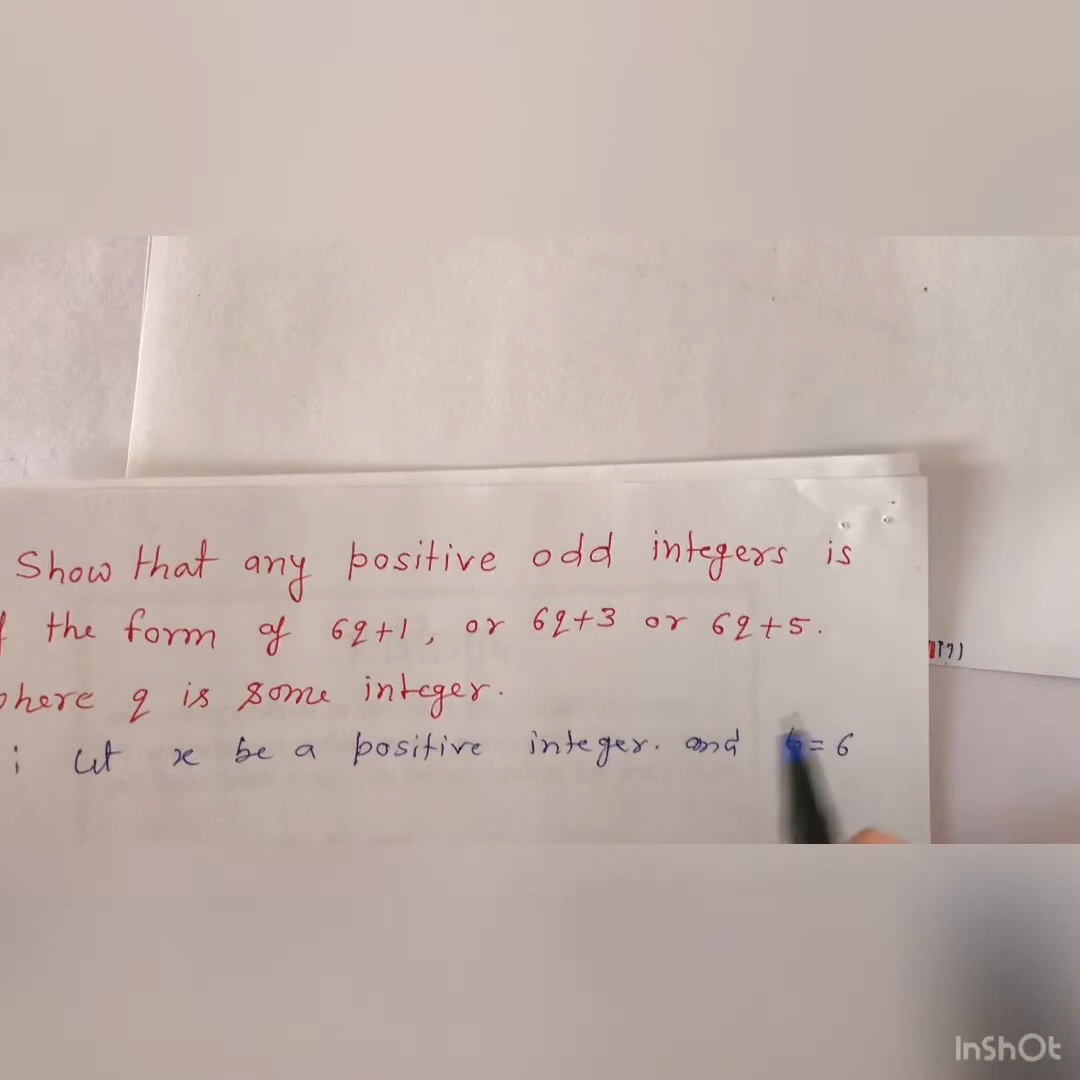 Show that any positive odd integers is
the form of 6q+1, or 6q+3 or 6q+5.
q is some integer.
: Let x be a positive integer. and b = 6
InShOt